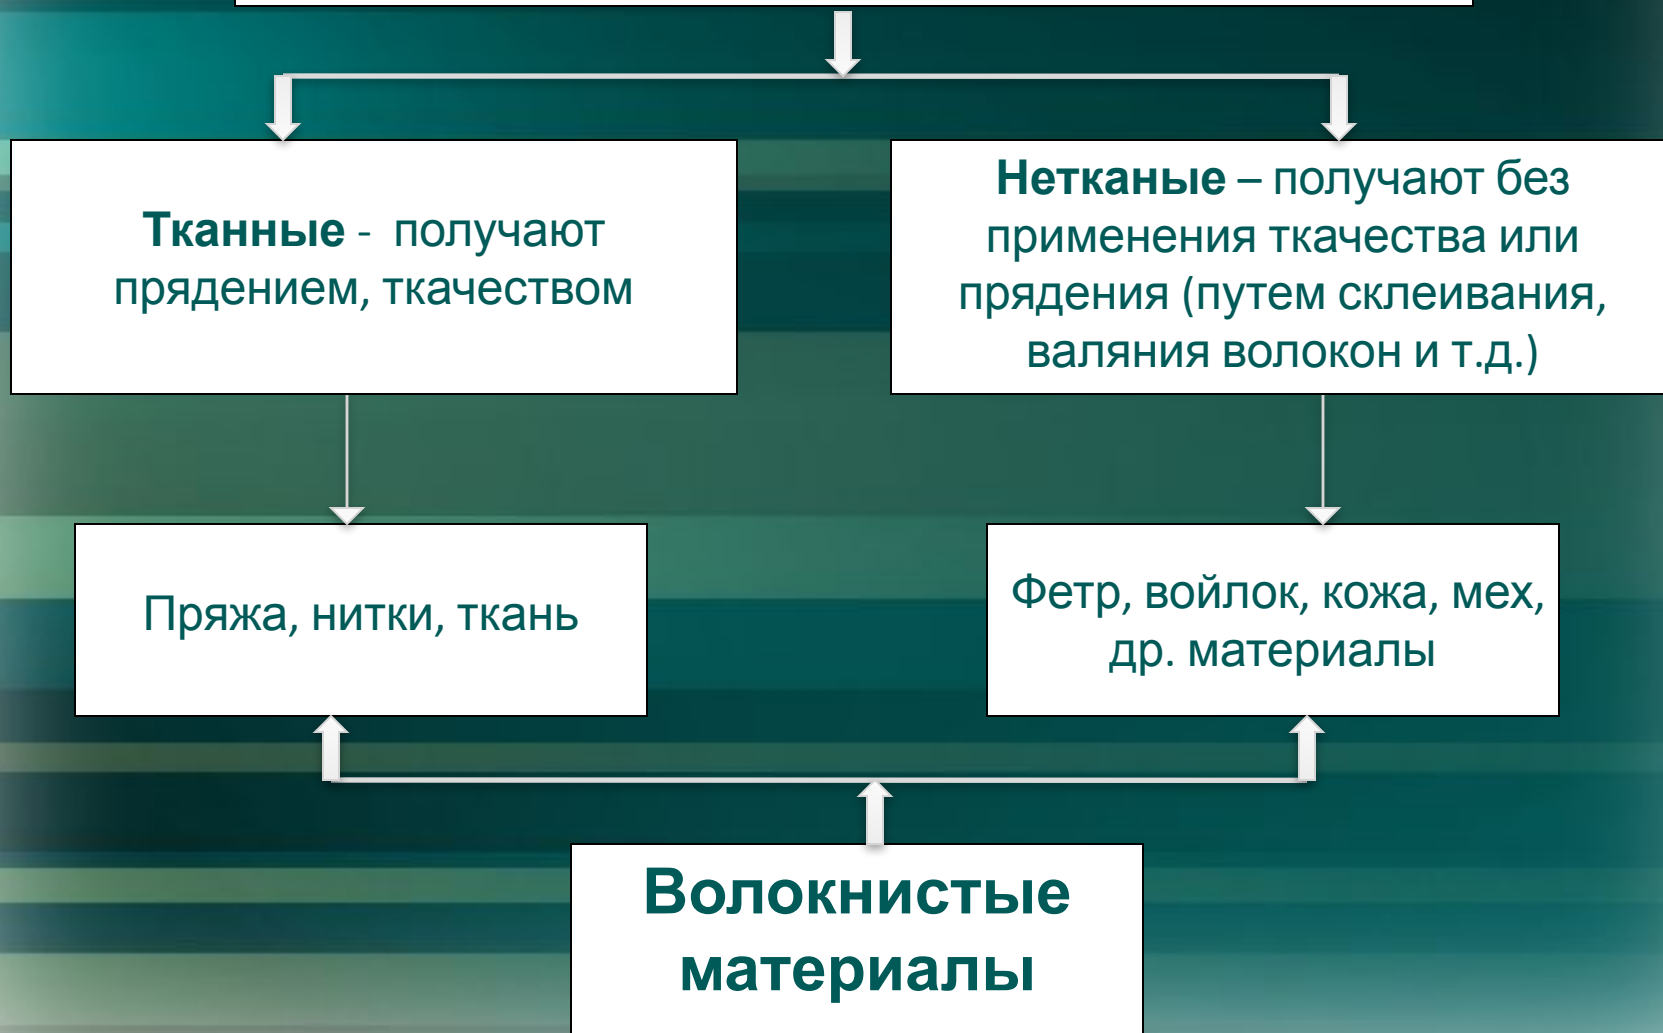 Тканные - получают
прядением, ткачеством
Нетканые – получают без
применения ткачества или
прядения (путем склеивания,
валяния волокон и т.д.)
Пряжа, нитки, ткань
Фетр, войлок, кожа, мех,
др. материалы
Волокнистые
материалы